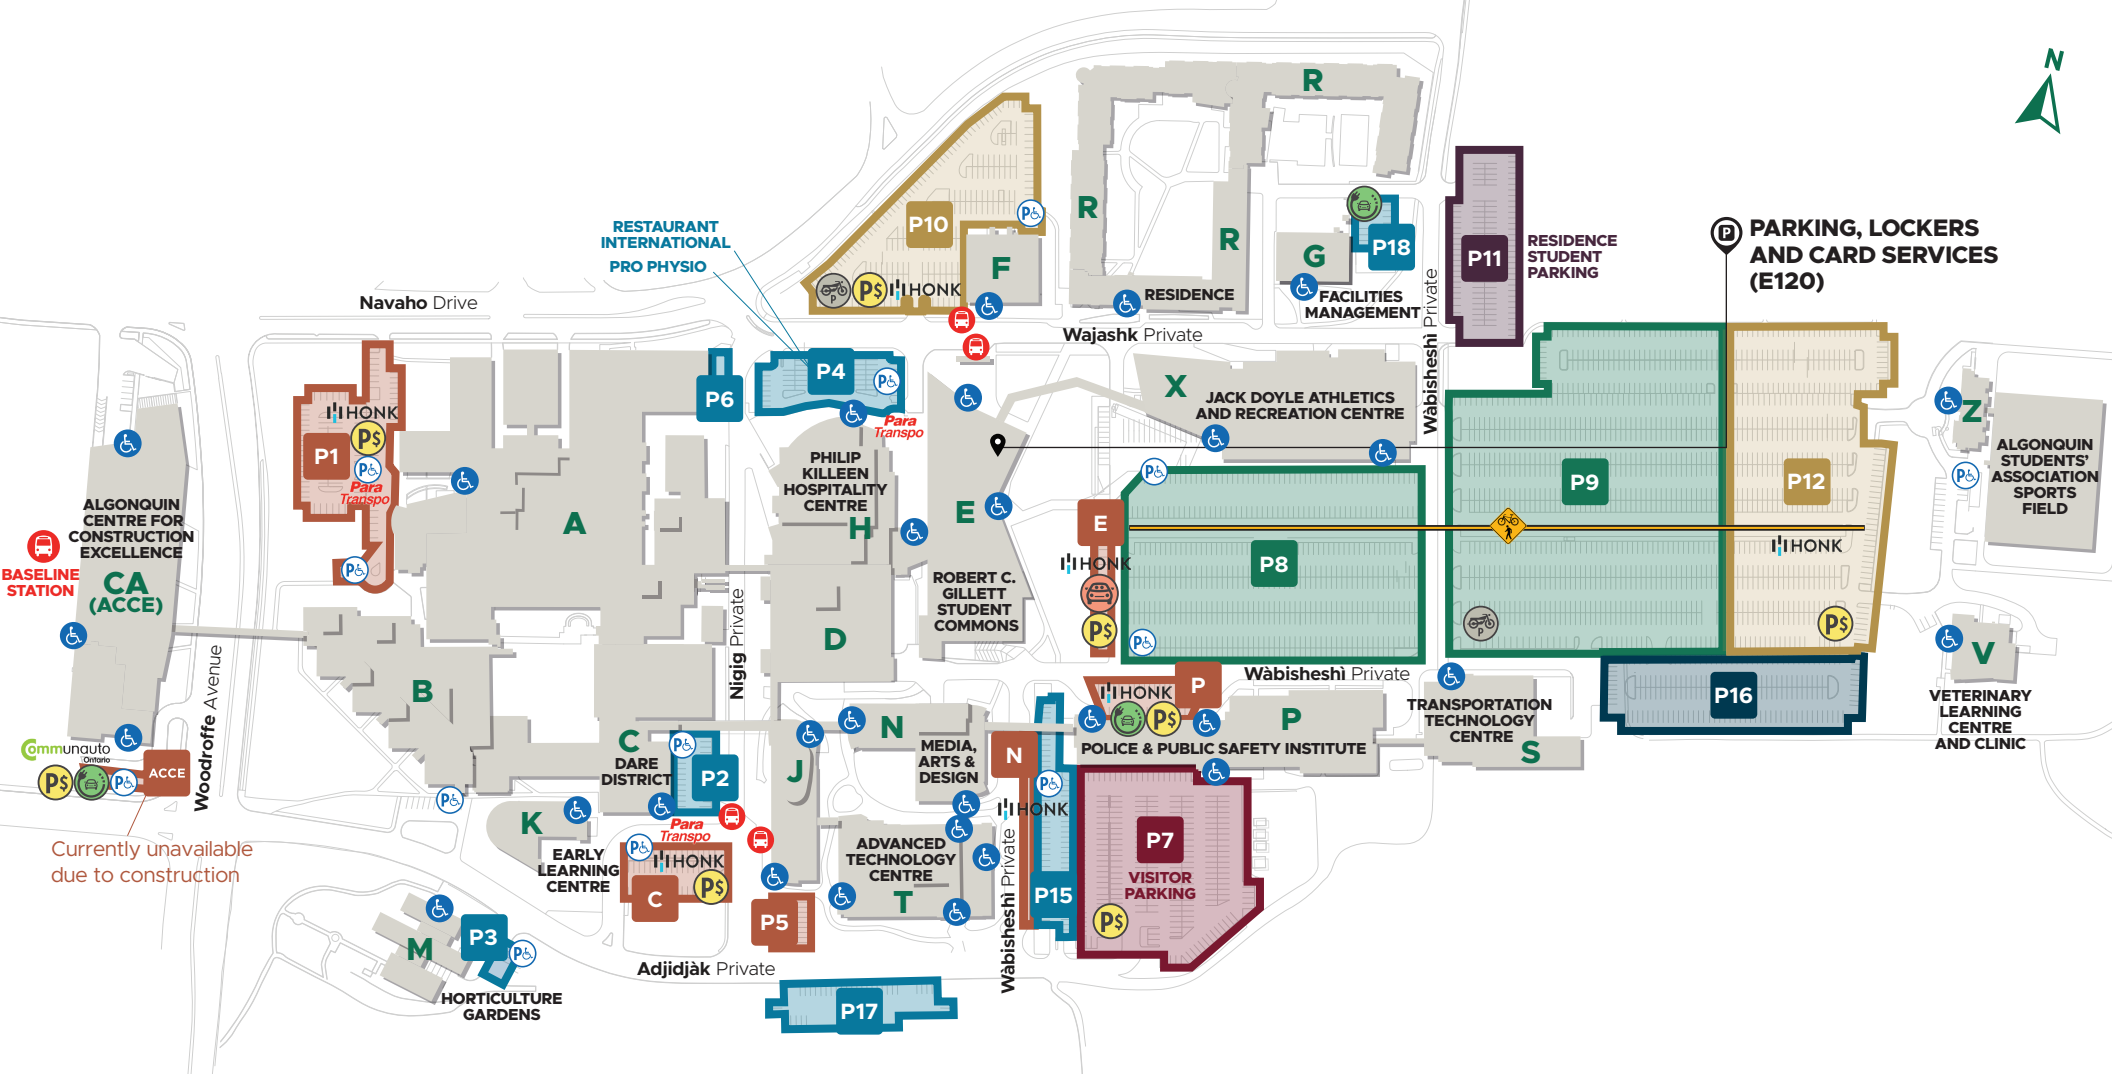 N
R
R
R
RESIDENCE
P10
P$
HONK
F
P
G
P18
FACILITIES
MANAGEMENT
P11
RESIDENCE
STUDENT
PARKING
P
PARKING, LOCKERS
AND CARD SERVICES
(E120)
RESTAURANT
INTERNATIONAL
PRO PHYSIO
Navaho Drive
Wajashk Private
Wàbisheshì Private
HONK
P1
P$
P
Para
Transpo
P
P6
P4
P
Para
Transpo
X
JACK DOYLE ATHLETICS
AND RECREATION CENTRE
P9
P
P12
HONK
P$
Z
P
ALGONQUIN
STUDENTS'
ASSOCIATION
SPORTS
FIELD
ALGONQUIN
CENTRE FOR
CONSTRUCTION
EXCELLENCE
CA
(ACCE)
BASELINE
STATION
A
PHILIP
KILLEEN
HOSPITALITY
CENTRE
H
E
ROBERT C.
GILLETT
STUDENT
COMMONS
E
HONK
P$
P
P8
P
D
Nigig Private
Woodroffe Avenue
B
Wàbisheshì Private
HONK
P
P$
P
POLICE & PUBLIC SAFETY INSTITUTE
TRANSPORTATION
TECHNOLOGY
CENTRE
S
P16
V
VETERINARY
LEARNING
CENTRE
AND CLINIC
Communauto
Ontario
P$
P
ACCE
Currently unavailable
due to construction
C
DARE
DISTRICT
P
P2
Para
Transpo
J
N
MEDIA,
ARTS &
DESIGN
N
HONK
P
P15
P7
VISITOR
PARKING
P$
K
EARLY
LEARNING
CENTRE
P
HONK
C
P$
P5
ADVANCED
TECHNOLOGY
CENTRE
T
Wàbisheshì Private
P
M
P3
P
HORTICULTURE
GARDENS
Adjidjàk Private
P17